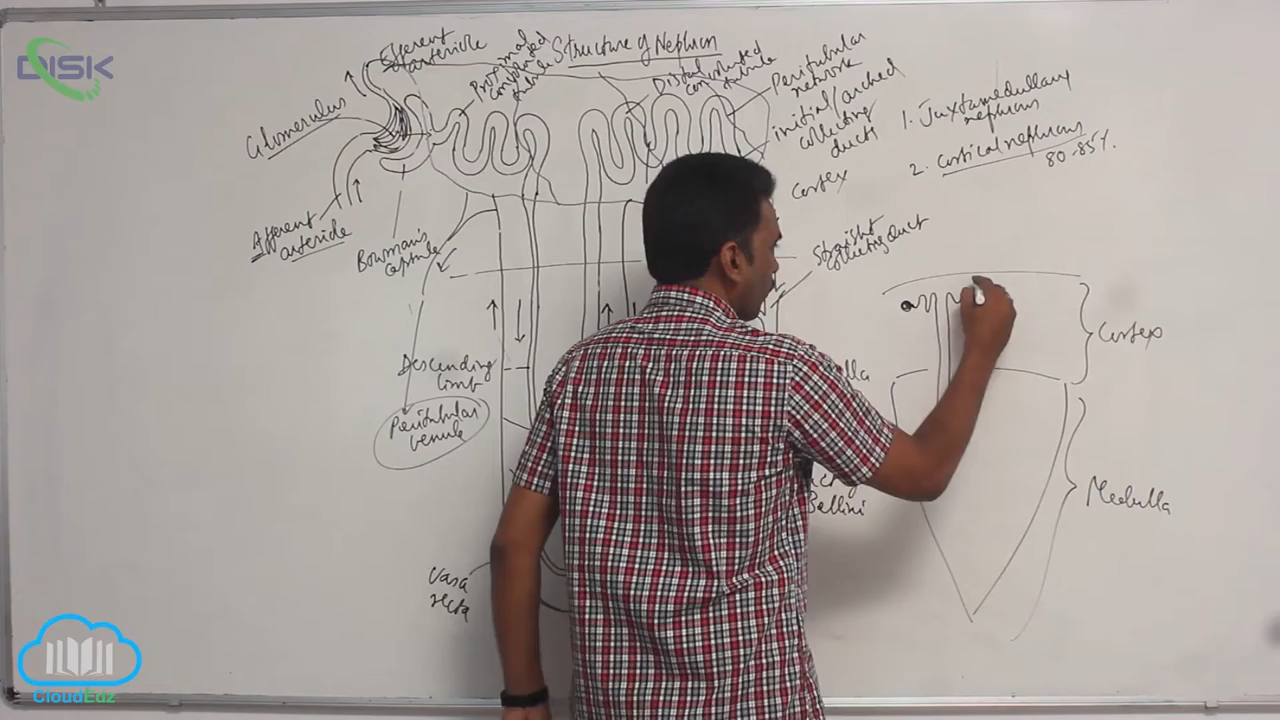 DISK
Efferent
arteriole
Proximal
convoluted
tubule
Structure of Nephron
Distal convoluted
tubule
Peritubular
network
initial/arched
collecting
ducts
Glomerulus
1. Juxtamedullary
nephrons
2. Cortical nephrons
80-85%
Cortex
Afferent
arteriole
Bowman's
capsule
Straight
collecting duct
Descending
limb
Peritubular
venule
Cortex
Medulla
Bellini
Vasa
recta
CloudEdz